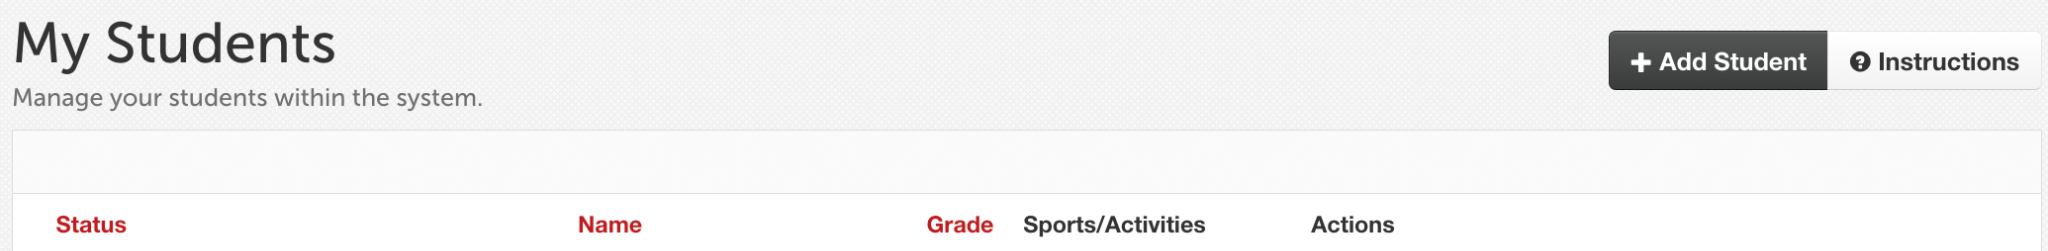 My Students
Manage your students within the system.
Add Student
Instructions
Status Name Grade Sports/Activities Actions